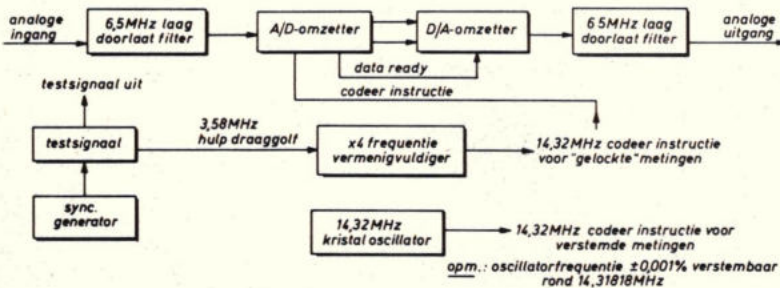 analoge
ingang
6,5MHz laag
doorlaat filter
A/D-omzetter
D/A-omzetter
6 5MHz laag
doorlaat filter
analoge
uitgang
data ready
codeer instructie
testsignaal uit
testsignaal
3,58MHz
hulp draaggolf
x4 frequentie
vermenigvuldiger
14,32MHz codeer instructie
voor "gelockte" metingen
sync.
generator
14,32MHz
kristal oscillator
14,32MHz codeer instructie voor
verstemde metingen
opm.: oscillatorfrequentie ±0,001% verstembaar
rond 14,31818MHz